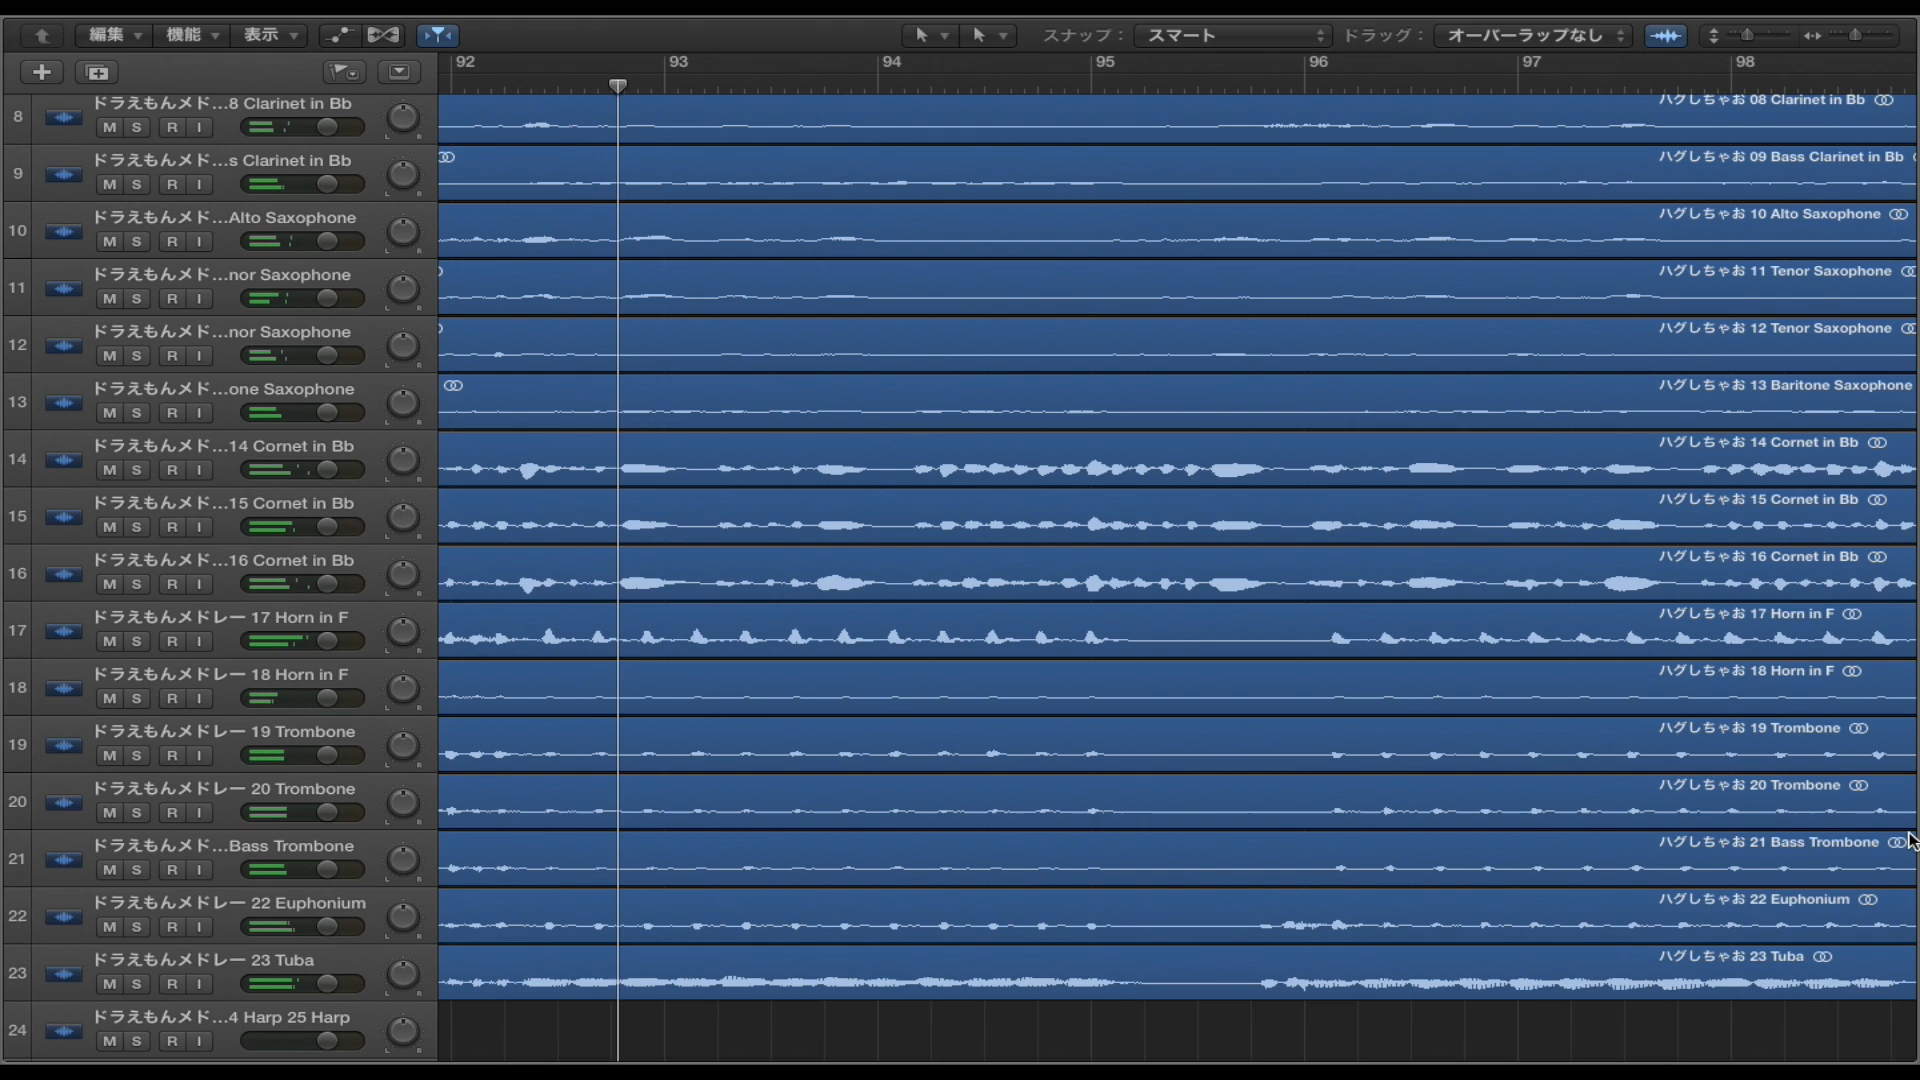 編集 機能 表示 スナップ： スマート ドラッグ： オーバーラップなし
92 93 94 95 96 97 98
8 ドラえもんメド...8 Clarinet in Bb ハグしちゃお 08 Clarinet in Bb
M S R I L R
9 ドラえもんメド...s Clarinet in Bb ハグしちゃお 09 Bass Clarinet in Bb
M S R I L R
10 ドラえもんメド...Alto Saxophone ハグしちゃお 10 Alto Saxophone
M S R I L R
11 ドラえもんメド...nor Saxophone ハグしちゃお 11 Tenor Saxophone
M S R I L R
12 ドラえもんメド...nor Saxophone ハグしちゃお 12 Tenor Saxophone
M S R I L R
13 ドラえもんメド...one Saxophone ハグしちゃお 13 Baritone Saxophone
M S R I L R
14 ドラえもんメド...14 Cornet in Bb ハグしちゃお 14 Cornet in Bb
M S R I L R
15 ドラえもんメド...15 Cornet in Bb ハグしちゃお 15 Cornet in Bb
M S R I L R
16 ドラえもんメド...16 Cornet in Bb ハグしちゃお 16 Cornet in Bb
M S R I L R
17 ドラえもんメドレー 17 Horn in F ハグしちゃお 17 Horn in F
M S R I L R
18 ドラえもんメドレー 18 Horn in F ハグしちゃお 18 Horn in F
M S R I L R
19 ドラえもんメドレー 19 Trombone ハグしちゃお 19 Trombone
M S R I L R
20 ドラえもんメドレー 20 Trombone ハグしちゃお 20 Trombone
M S R I L R
21 ドラえもんメド...Bass Trombone ハグしちゃお 21 Bass Trombone
M S R I L R
22 ドラえもんメドレー 22 Euphonium ハグしちゃお 22 Euphonium
M S R I L R
23 ドラえもんメドレー 23 Tuba ハグしちゃお 23 Tuba
M S R I L R
24 ドラえもんメド...4 Harp 25 Harp
M S R I L R